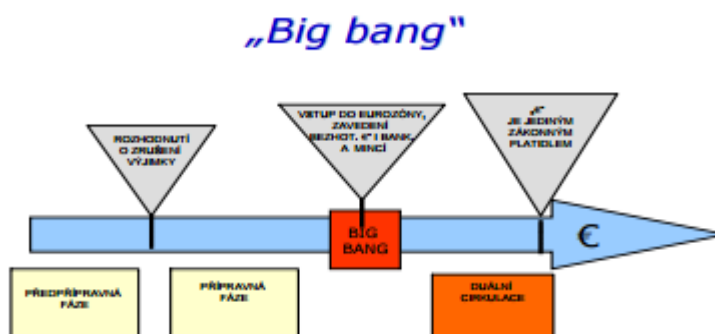 „Big bang“
ROZHODNUTÍ
O ZRUŠENÍ
VÝJIMKY
VSTUP DO EUROZÓNY,
ZAVEDENÍ
BEZHOT. €“ I BANK.
A MINCÍ
„€“
JE JEDINÝM
ZÁKONNÝM
PLATIDLEM
BIG
BANG
€
PŘEDPŘÍPRAVNÁ
FÁZE
PŘÍPRAVNÁ
FÁZE
DUÁLNÍ
CIRKULACE